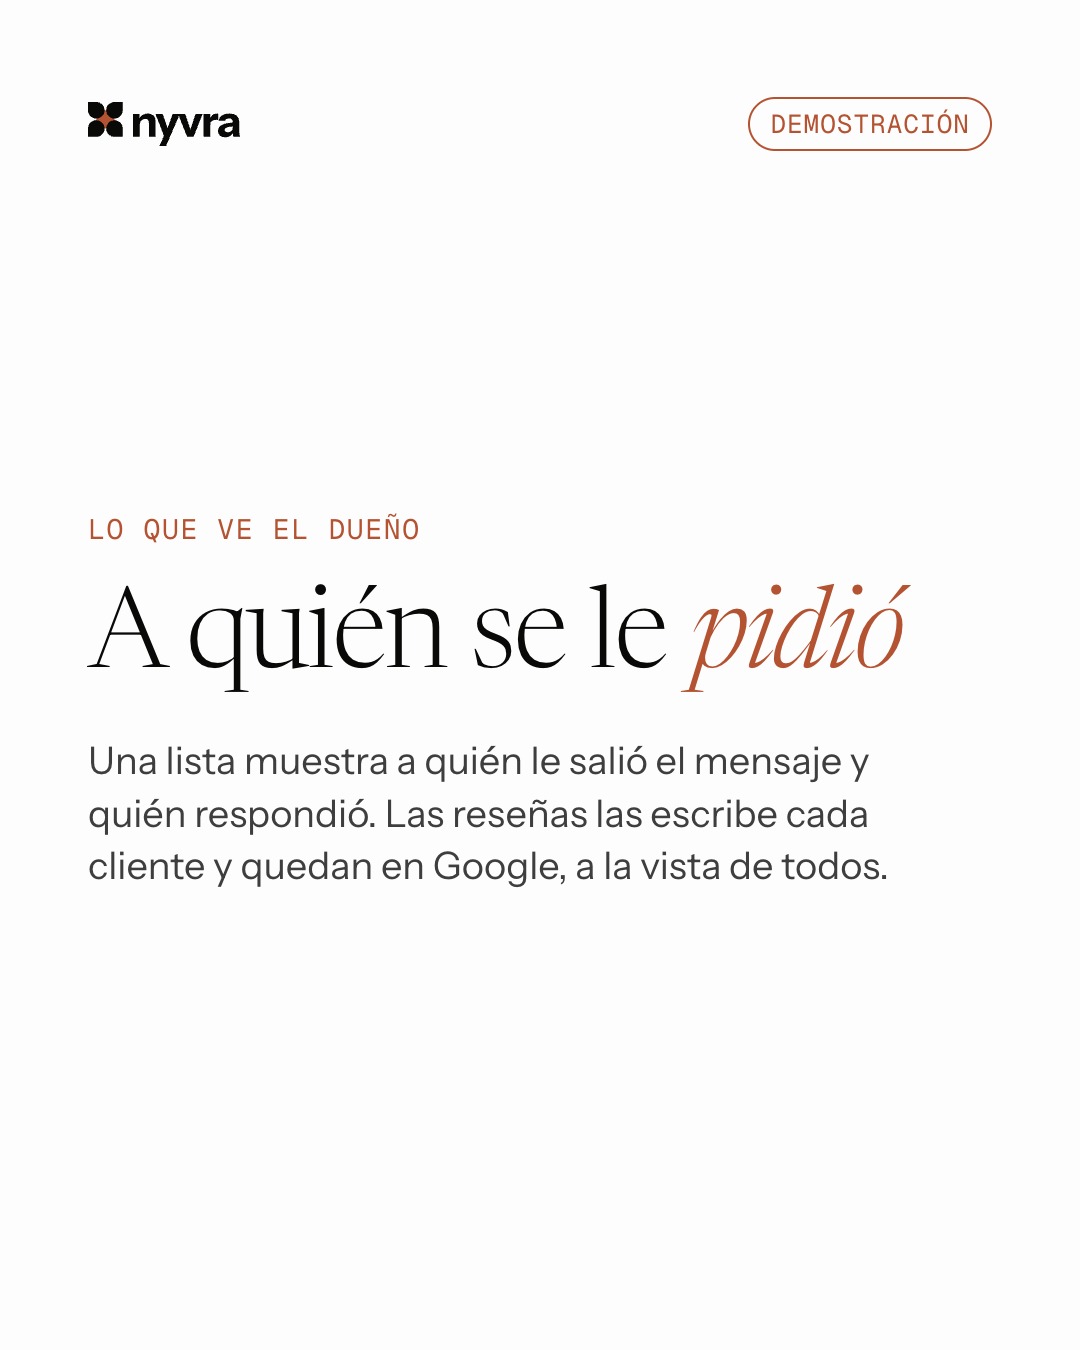 nyvra
DEMOSTRACIÓN
LO QUE VE EL DUEÑO
A quién se le pidió
Una lista muestra a quién le salió el mensaje y
quién respondió. Las reseñas las escribe cada
cliente y quedan en Google, a la vista de todos.